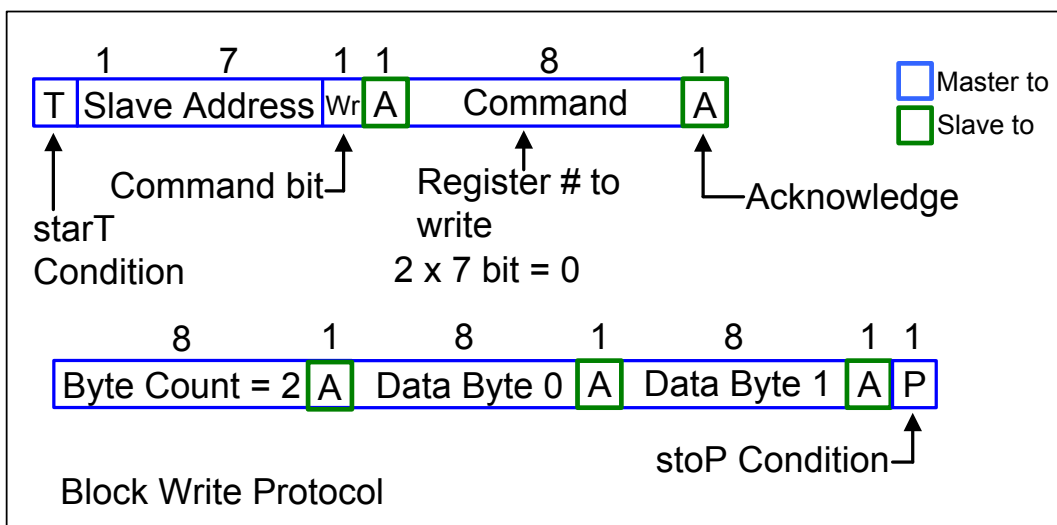 1 7 1 1 8 1
T Slave Address Wr A Command A
Master to
Slave to
Command bit
Register # to
write
2 x 7 bit = 0
Acknowledge
starT
Condition
8 1 8 1 8 1 1
Byte Count = 2 A Data Byte 0 A Data Byte 1 A P
stoP Condition
Block Write Protocol